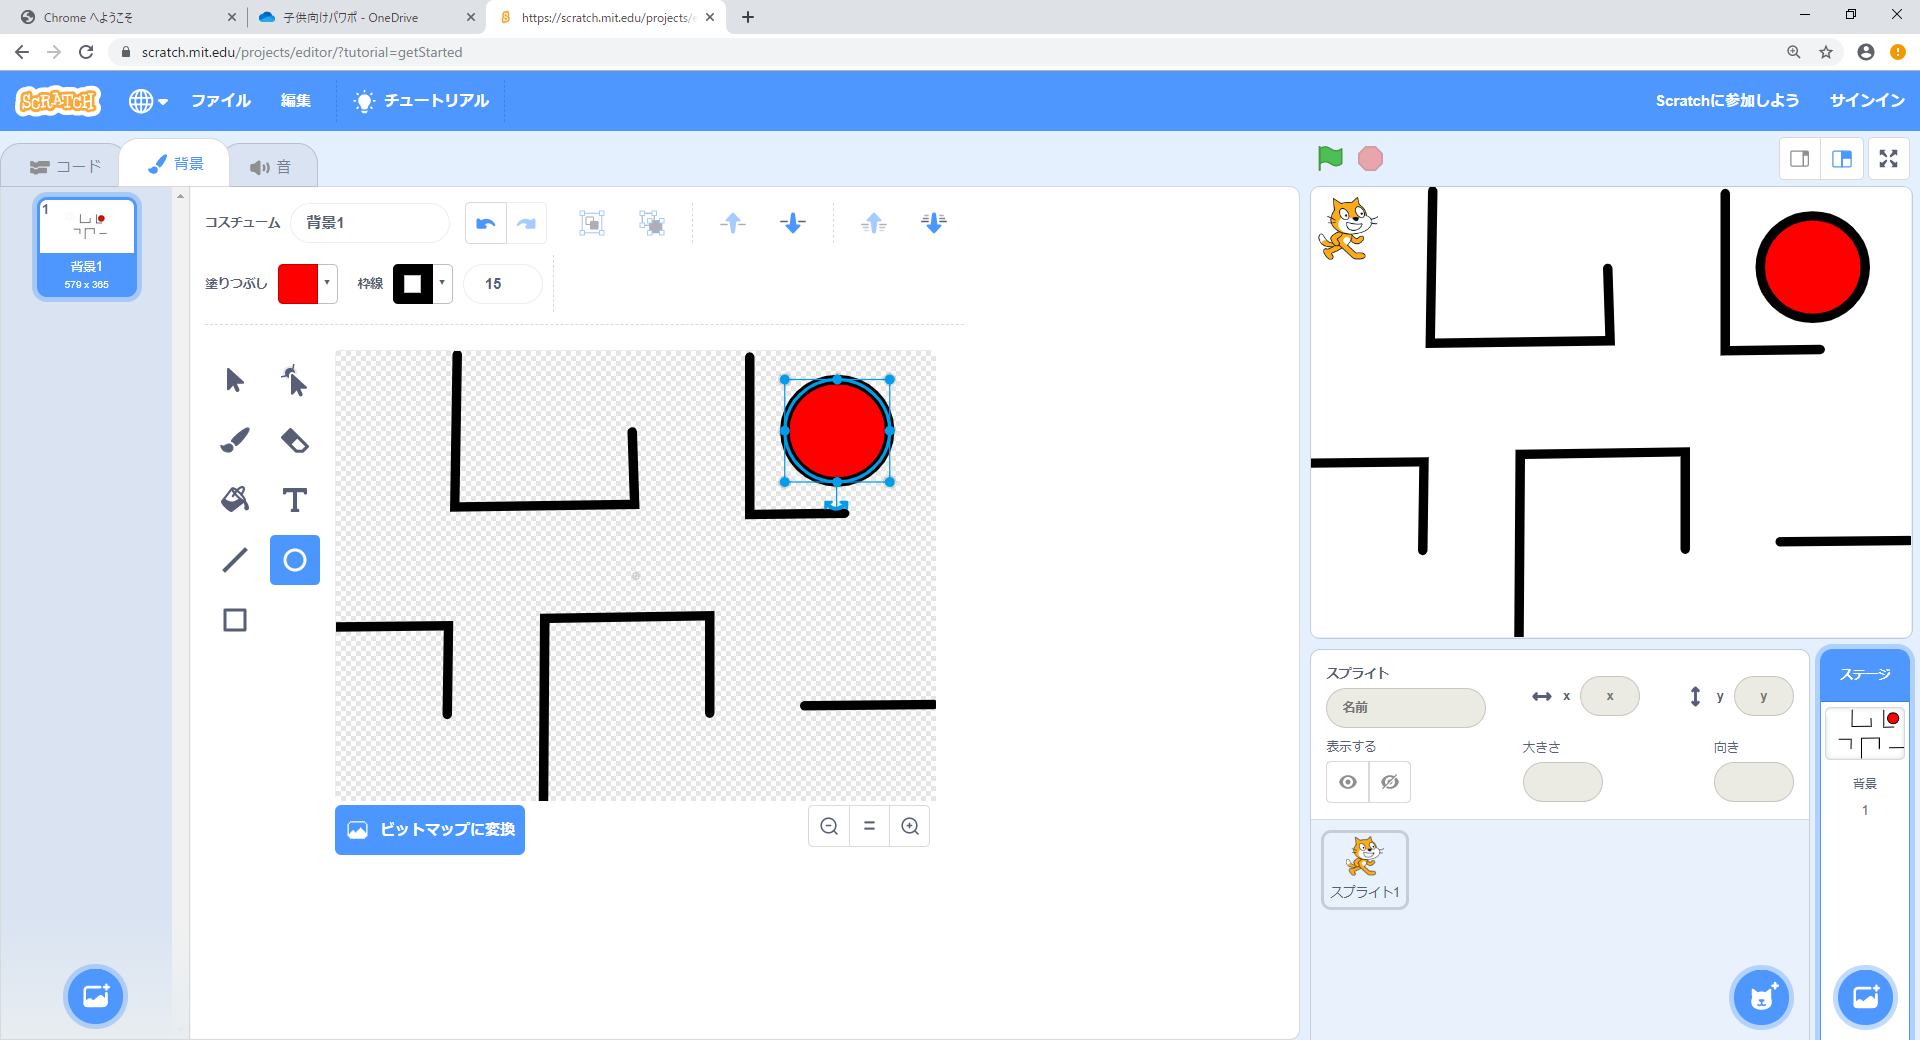 Chrome へようこそ
子供向けパワポ - OneDrive
https://scratch.mit.edu/projects/e
scratch.mit.edu/projects/editor/?tutorial=getStarted
SCRATCH
ファイル
編集
チュートリアル
Scratchに参加しよう
サインイン
コード
背景
音
1
背景1
579 x 365
コスチューム
背景1
塗りつぶし
枠線
15
T
ビットマップに変換
スプライト
名前
x
x
y
y
表示する
大きさ
向き
スプライト1
ステージ
背景
1